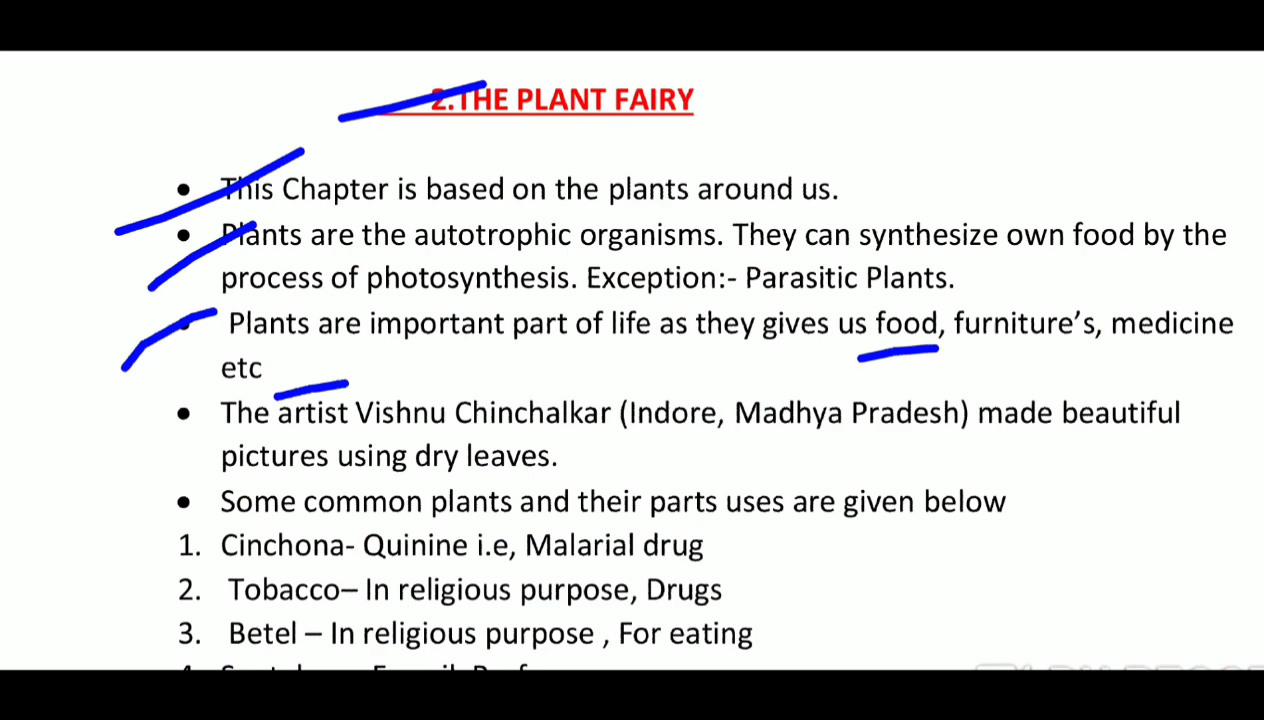 2.THE PLANT FAIRY
• This Chapter is based on the plants around us.
• Plants are the autotrophic organisms. They can synthesize own food by the
process of photosynthesis. Exception:- Parasitic Plants.
• Plants are important part of life as they gives us food, furniture’s, medicine
etc
• The artist Vishnu Chinchalkar (Indore, Madhya Pradesh) made beautiful
pictures using dry leaves.
• Some common plants and their parts uses are given below
1. Cinchona- Quinine i.e, Malarial drug
2. Tobacco– In religious purpose, Drugs
3. Betel – In religious purpose , For eating